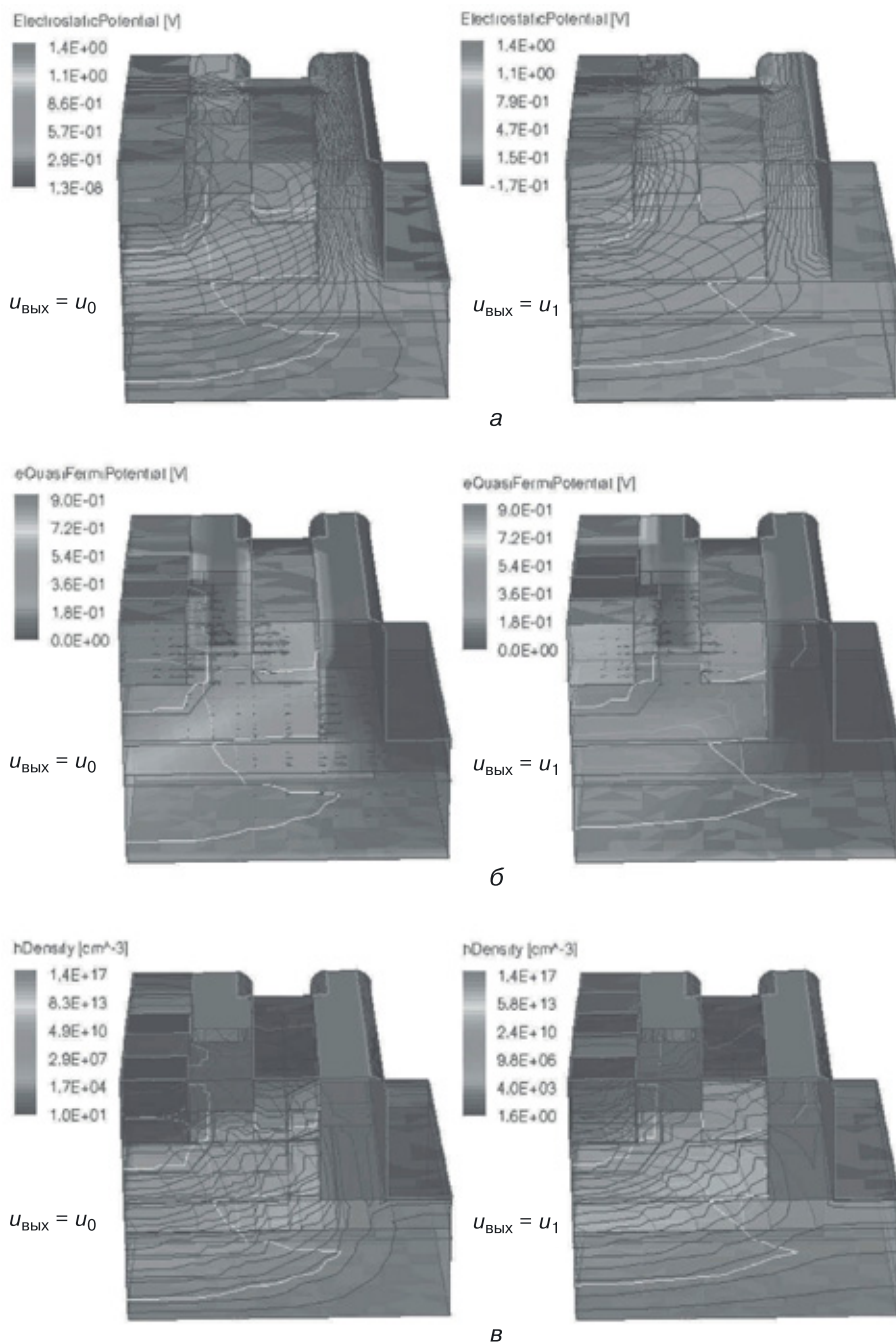 ElectrostaticPotential [V]
1.4E+00
1.1E+00
8.6E-01
5.7E-01
2.9E-01
1.3E-08
uвых = u0
ElectrostaticPotential [V]
1.4E+00
1.1E+00
7.9E-01
4.7E-01
1.5E-01
-1.7E-01
uвых = u1
а
eQuasiFermiPotential [V]
9.0E-01
7.2E-01
5.4E-01
3.6E-01
1.8E-01
0.0E+00
uвых = u0
eQuasiFermiPotential [V]
9.0E-01
7.2E-01
5.4E-01
3.6E-01
1.8E-01
0.0E+00
uвых = u1
б
hDensity [cm^-3]
1.4E+17
8.3E+13
4.9E+10
2.9E+07
1.7E+04
1.0E+01
uвых = u0
hDensity [cm^-3]
1.4E+17
5.8E+13
2.4E+10
9.8E+06
4.0E+03
1.6E+00
uвых = u1
в